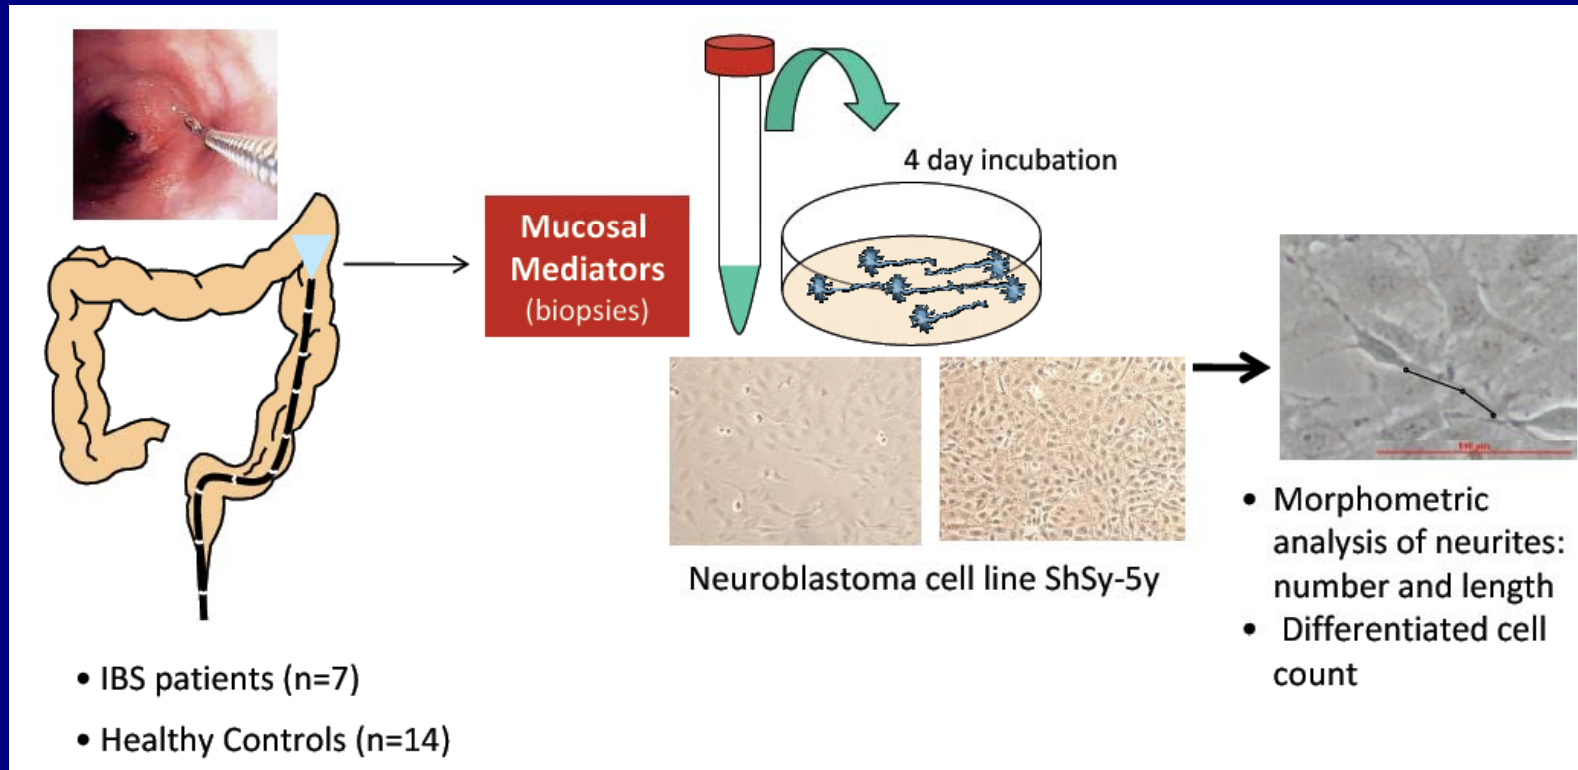 4 day incubation
Mucosal
Mediators
(biopsies)
Neuroblastoma cell line ShSy-5y
• Morphometric
analysis of neurites:
number and length
• Differentiated cell
count
• IBS patients (n=7)
• Healthy Controls (n=14)